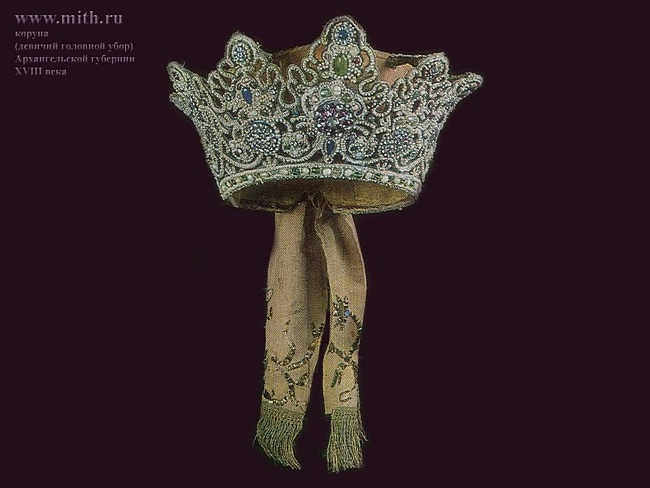 www.mith.ru
коруна
(девичий головной убор)
Архангельской губернии
XVIII века